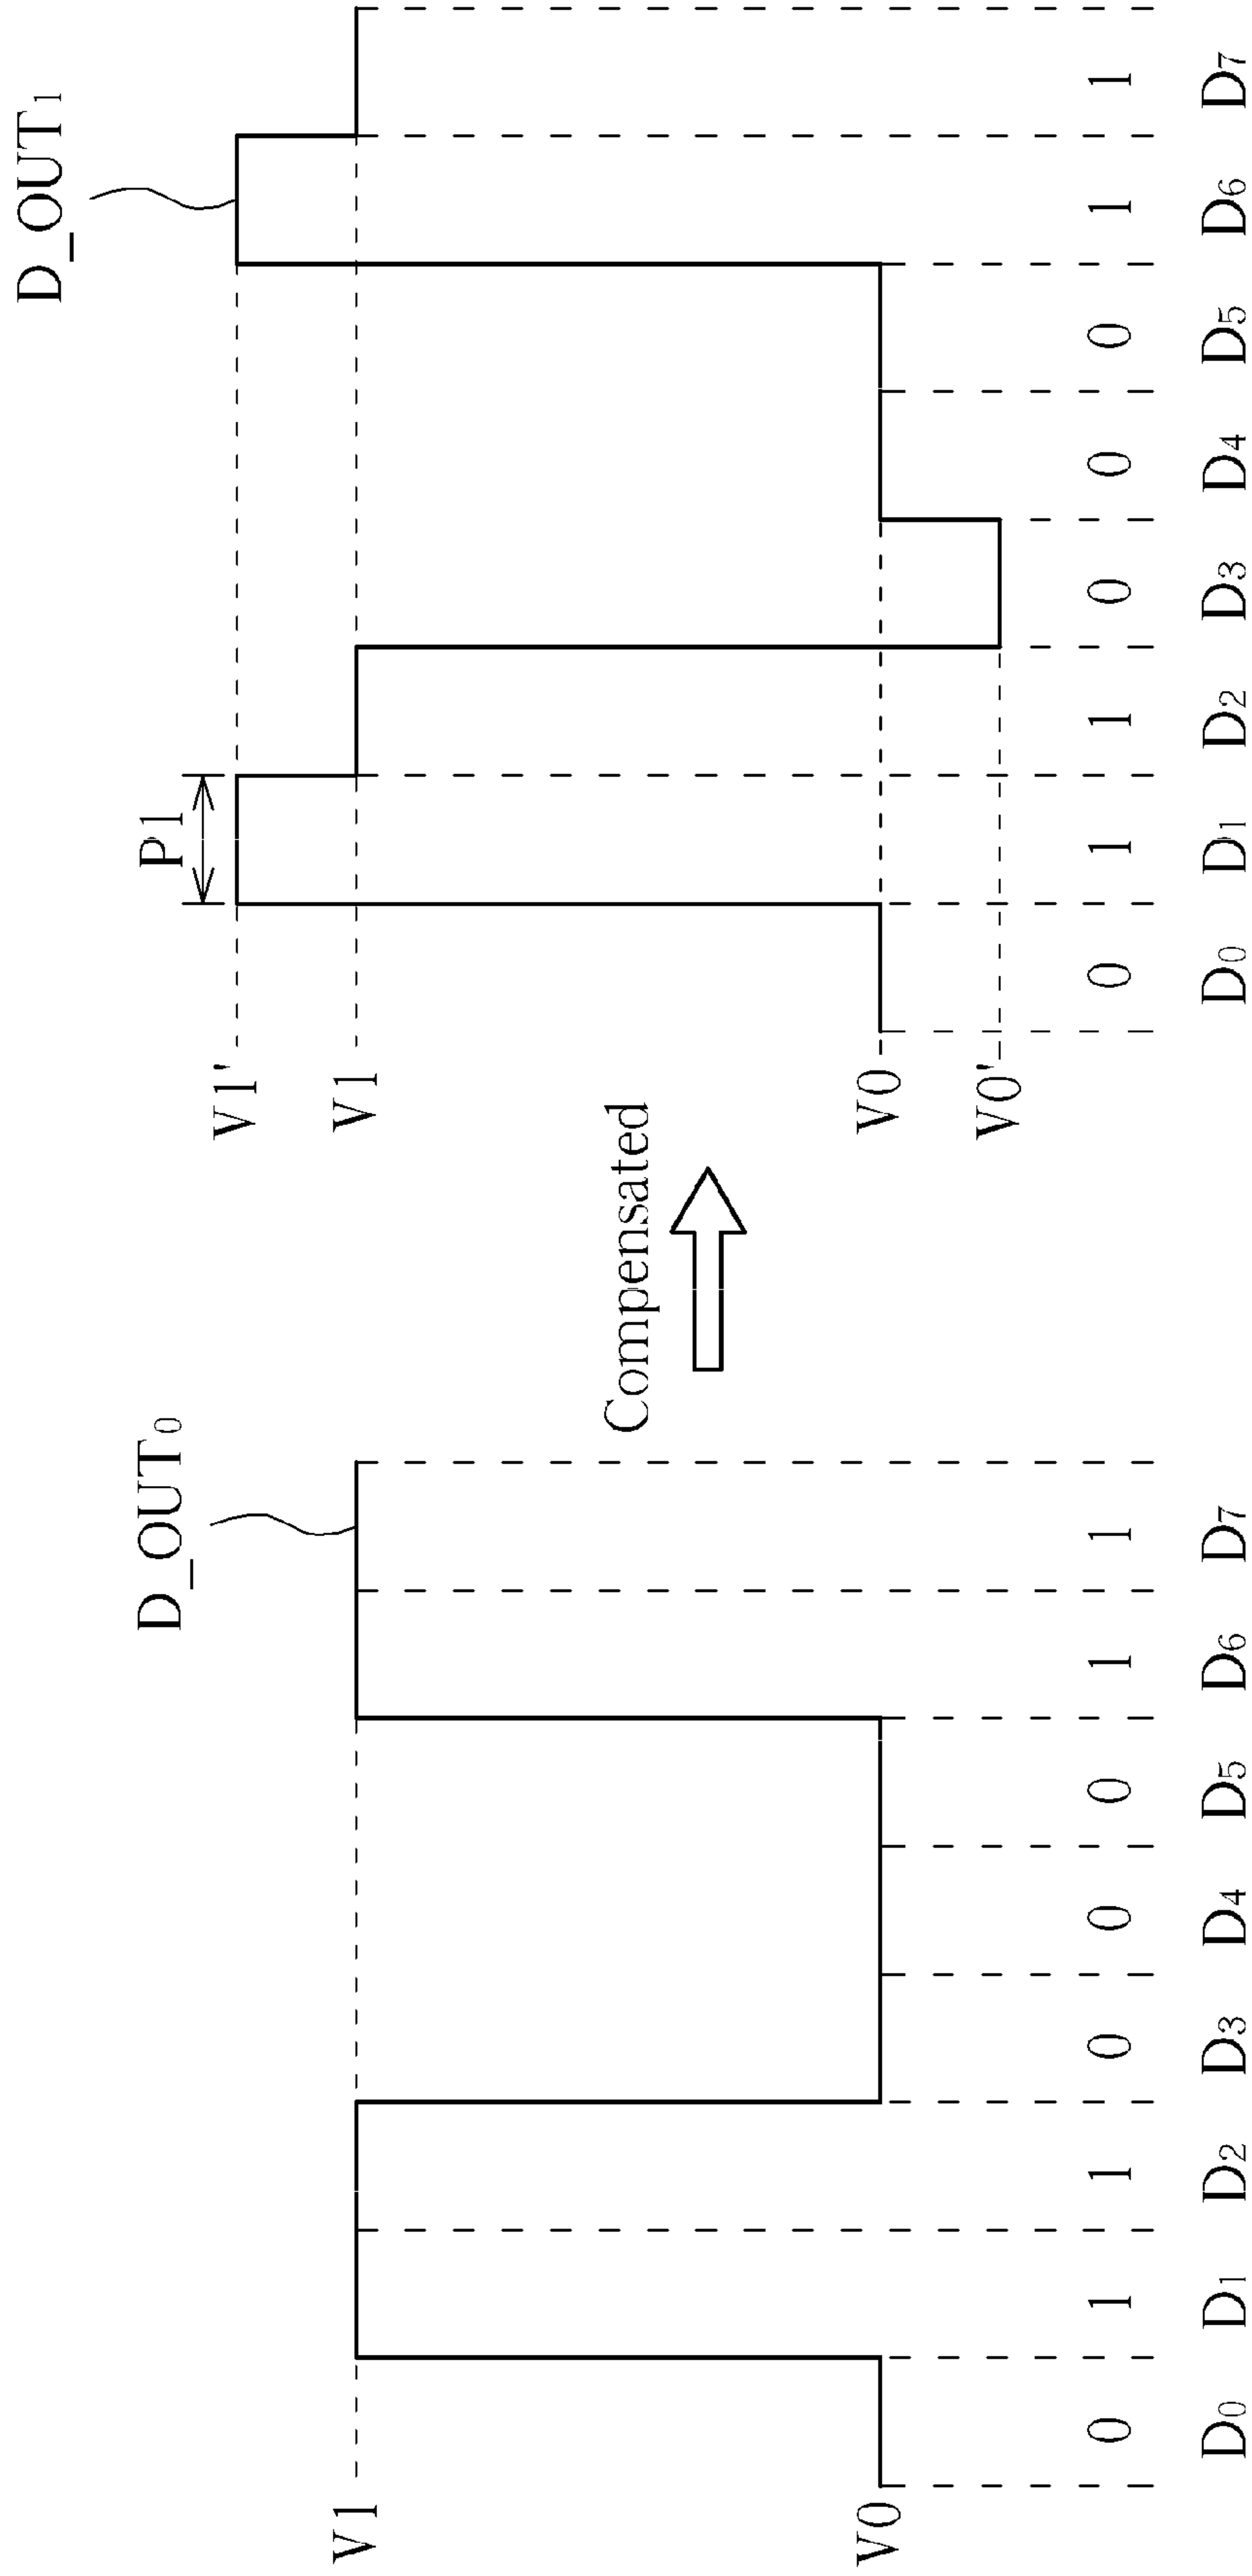 D_OUT0
V1
V0
0 1 1 0 0 0 1 1
D0 D1 D2 D3 D4 D5 D6 D7
Compensated
D_OUT1
P1
V1'
V1
V0
V0'
0 1 1 0 0 0 1 1
D0 D1 D2 D3 D4 D5 D6 D7